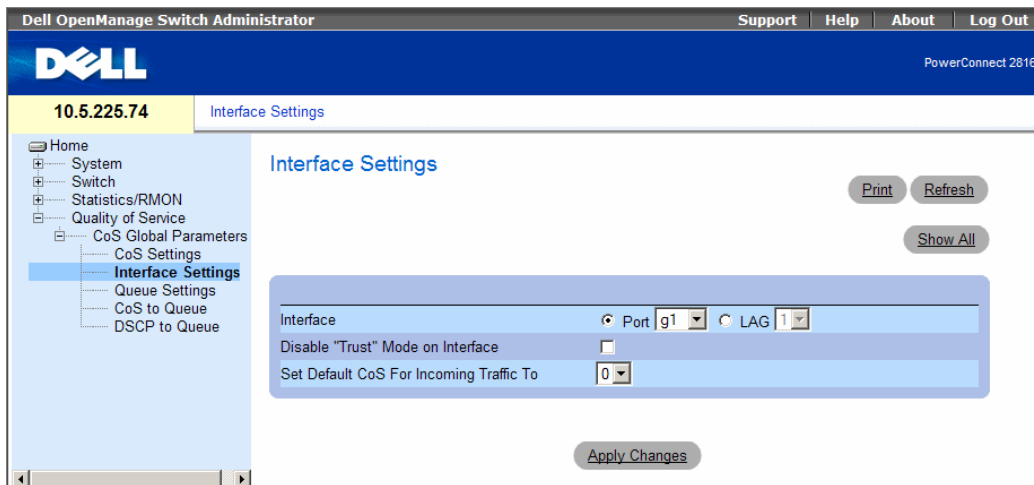 Dell OpenManage Switch Administrator Support Help About Log Out
DELL
PowerConnect 2816
10.5.225.74 Interface Settings
Home
System
Switch
Statistics/RMON
Quality of Service
CoS Global Parameters
CoS Settings
Interface Settings
Queue Settings
CoS to Queue
DSCP to Queue
Interface Settings
Print Refresh
Show All
Interface Port g1 LAG 1
Disable "Trust" Mode on Interface
Set Default CoS For Incoming Traffic To 0
Apply Changes